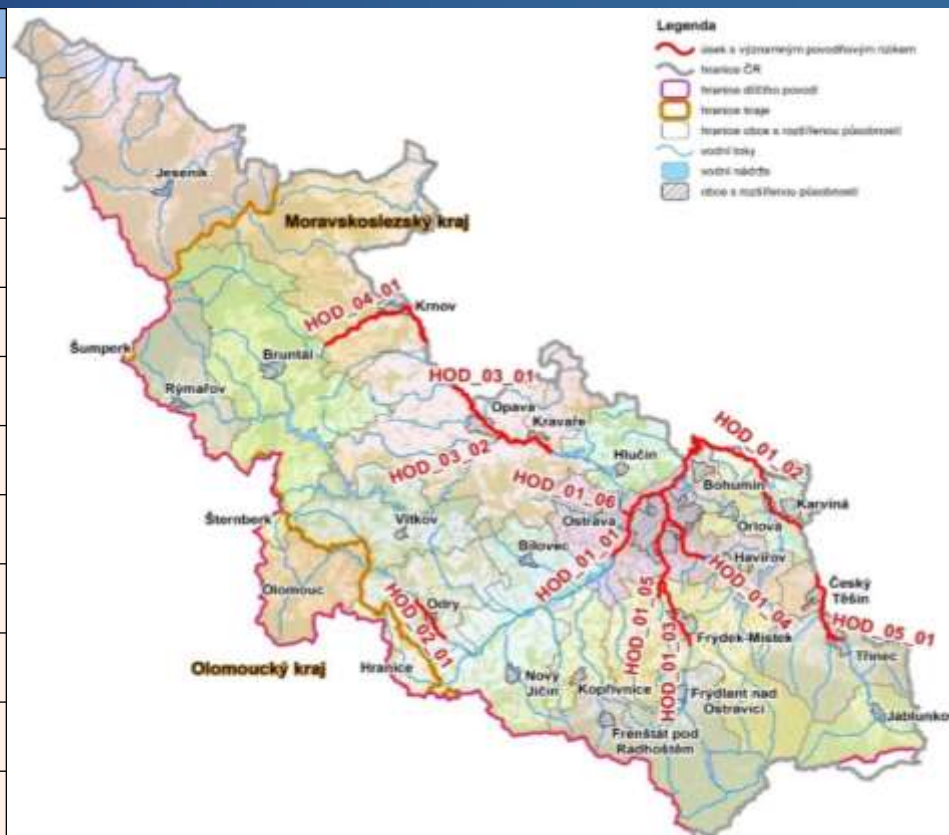 Legenda
úsek s významným povodňovým rizikem
hranice ČR
hranice dílčího povodí
hranice kraje
hranice obce s rozšířenou působností
vodní toky
vodní nádrže
obce s rozšířenou působností
Jeseník
Moravskoslezský kraj
HOD_04_01
Krnov
Šumperk
Bruntál
HOD_03_01
Rýmařov
Opava
Kravaře
HOD_01_02
HOD_03_02
Hlučín
Bohumín
HOD_01_06
Karviná
Šternberk
Vítkov
Ostrava
Orlová
Bílovec
Havířov
HOD_01_01
Olomouc
Český
Těšín
Odry
HOD_01_04
HOD_02_01
HOD_01_05
HOD_05_01
Frýdek-Místek
Olomoucký kraj
Hranice
Třinec
HOD_01_03
Nový
Jičín
Kopřivnice
Frýdlant nad
Ostravicí
Jablunko
Frenštát pod
Radhoštěm